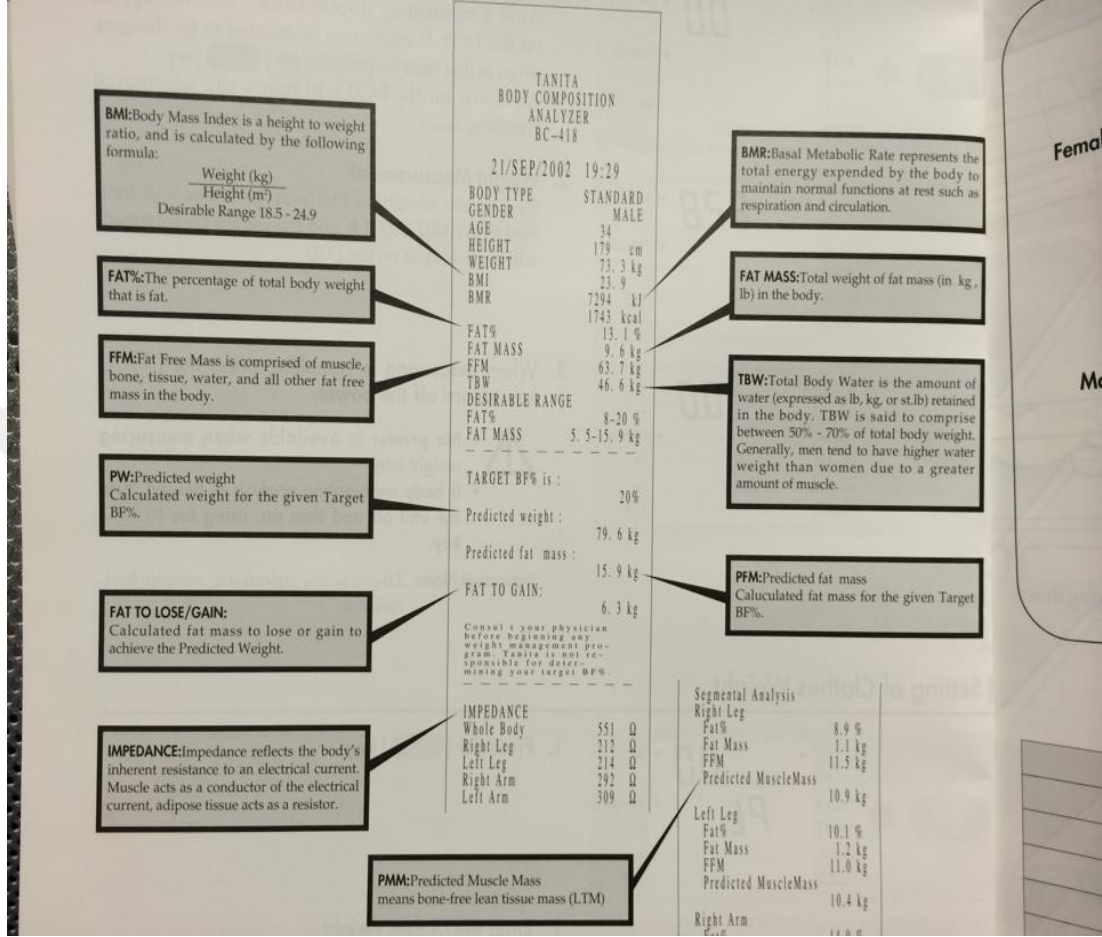 TANITA
BODY COMPOSITION
ANALYZER
BC-418
21/SEP/2002 19:29
BODY TYPE STANDARD
GENDER MALE
AGE 34
HEIGHT 179 cm
WEIGHT 73.3 kg
BMI 23.9
BMR 7294 kJ
1743 kcal
FAT% 13.1 %
FAT MASS 9.6 kg
FFM 63.7 kg
TBW 46.6 kg
DESIRABLE RANGE
FAT% 8-20 %
FAT MASS 5.5-15.9 kg
TARGET BF% is :
20%
Predicted weight :
79.6 kg
Predicted fat mass :
15.9 kg
FAT TO GAIN:
6.3 kg
Consul t your physician
before beginning any
weight management pro-
gram. Tanita is not re-
sponsible for deter-
mining your target BF%.
IMPEDANCE
Whole Body 551 Ω
Right Leg 212 Ω
Left Leg 214 Ω
Right Arm 292 Ω
Left Arm 309 Ω
BMI:Body Mass Index is a height to weight
ratio, and is calculated by the following
formula:
Weight (kg)
Height (m²)
Desirable Range 18.5 - 24.9
FAT%:The percentage of total body weight
that is fat.
FFM:Fat Free Mass is comprised of muscle,
bone, tissue, water, and all other fat free
mass in the body.
PW:Predicted weight
Calculated weight for the given Target
BF%.
FAT TO LOSE/GAIN:
Calculated fat mass to lose or gain to
achieve the Predicted Weight.
IMPEDANCE:Impedance reflects the body's
inherent resistance to an electrical current.
Muscle acts as a conductor of the electrical
current, adipose tissue acts as a resistor.
BMR:Basal Metabolic Rate represents the
total energy expended by the body to
maintain normal functions at rest such as
respiration and circulation.
FAT MASS:Total weight of fat mass (in kg,
lb) in the body.
TBW:Total Body Water is the amount of
water (expressed as lb, kg, or st.lb) retained
in the body. TBW is said to comprise
between 50% - 70% of total body weight.
Generally, men tend to have higher water
weight than women due to a greater
amount of muscle.
PFM:Predicted fat mass
Caluculated fat mass for the given Target
BF%.
PMM:Predicted Muscle Mass
means bone-free lean tissue mass (LTM)
Segmental Analysis
Right Leg
Fat% 8.9 %
Fat Mass 1.1 kg
FFM 11.5 kg
Predicted MuscleMass
10.9 kg
Left Leg
Fat% 10.1 %
Fat Mass 1.2 kg
FFM 11.0 kg
Predicted MuscleMass
10.4 kg
Right Arm